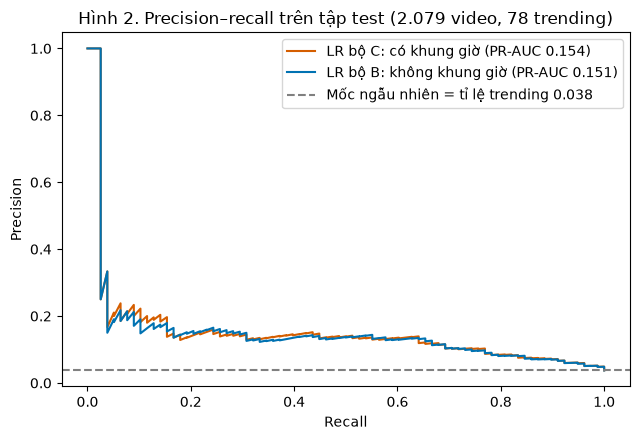 Hình 2. Precision–recall trên tập test (2.079 video, 78 trending)
LR bộ C: có khung giờ (PR-AUC 0.154)
LR bộ B: không khung giờ (PR-AUC 0.151)
Mốc ngẫu nhiên = tỉ lệ trending 0.038
Precision
1.0
0.8
0.6
0.4
0.2
0.0
0.0 0.2 0.4 0.6 0.8 1.0
Recall